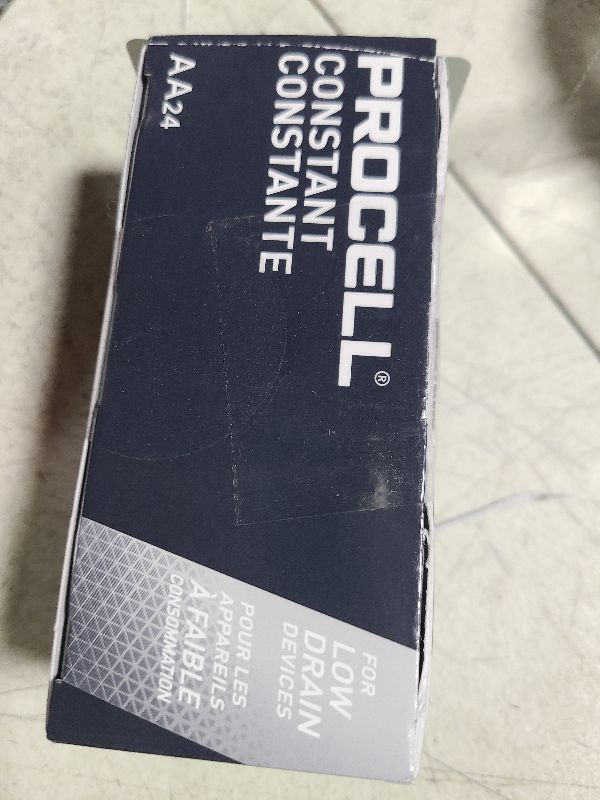 PROCELL®
CONSTANT
CONSTANTE
AA24
FOR
LOW
DRAIN
DEVICES
POUR LES
APPAREILS
À FAIBLE
CONSOMMATION